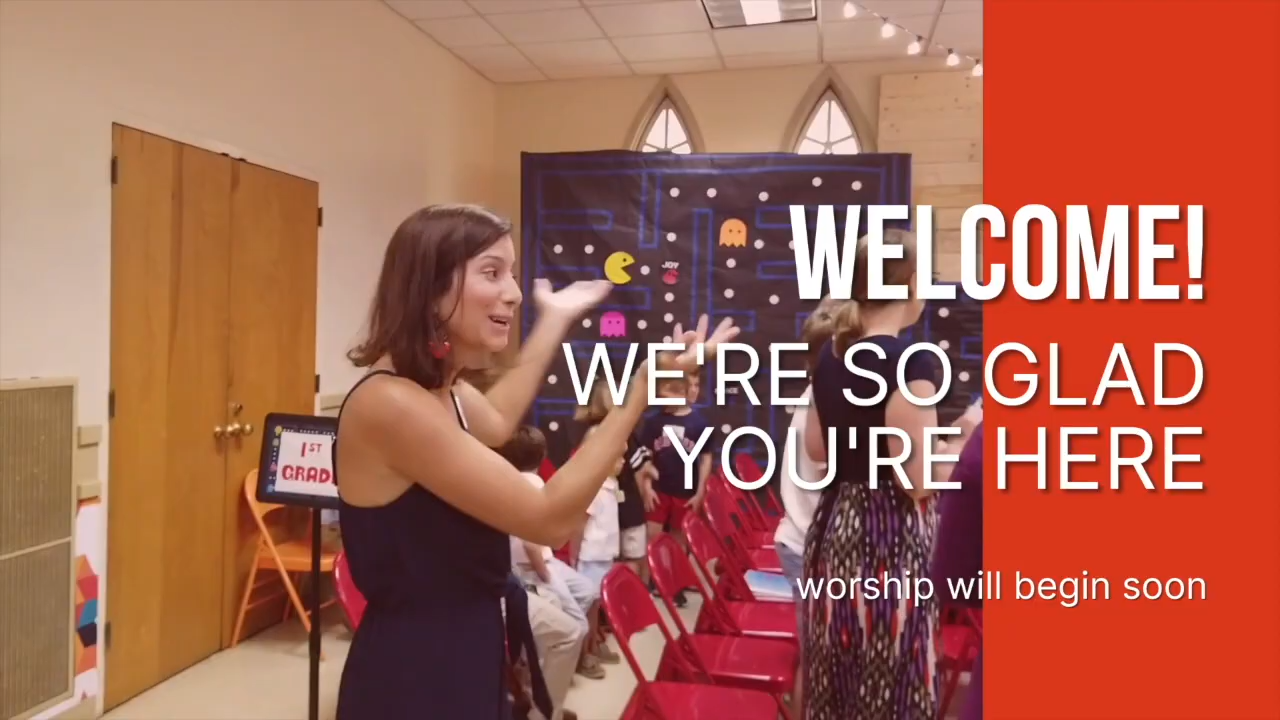 WELCOME!
WE'RE SO GLAD
YOU'RE HERE
worship will begin soon
JOY
1ST
GRAD